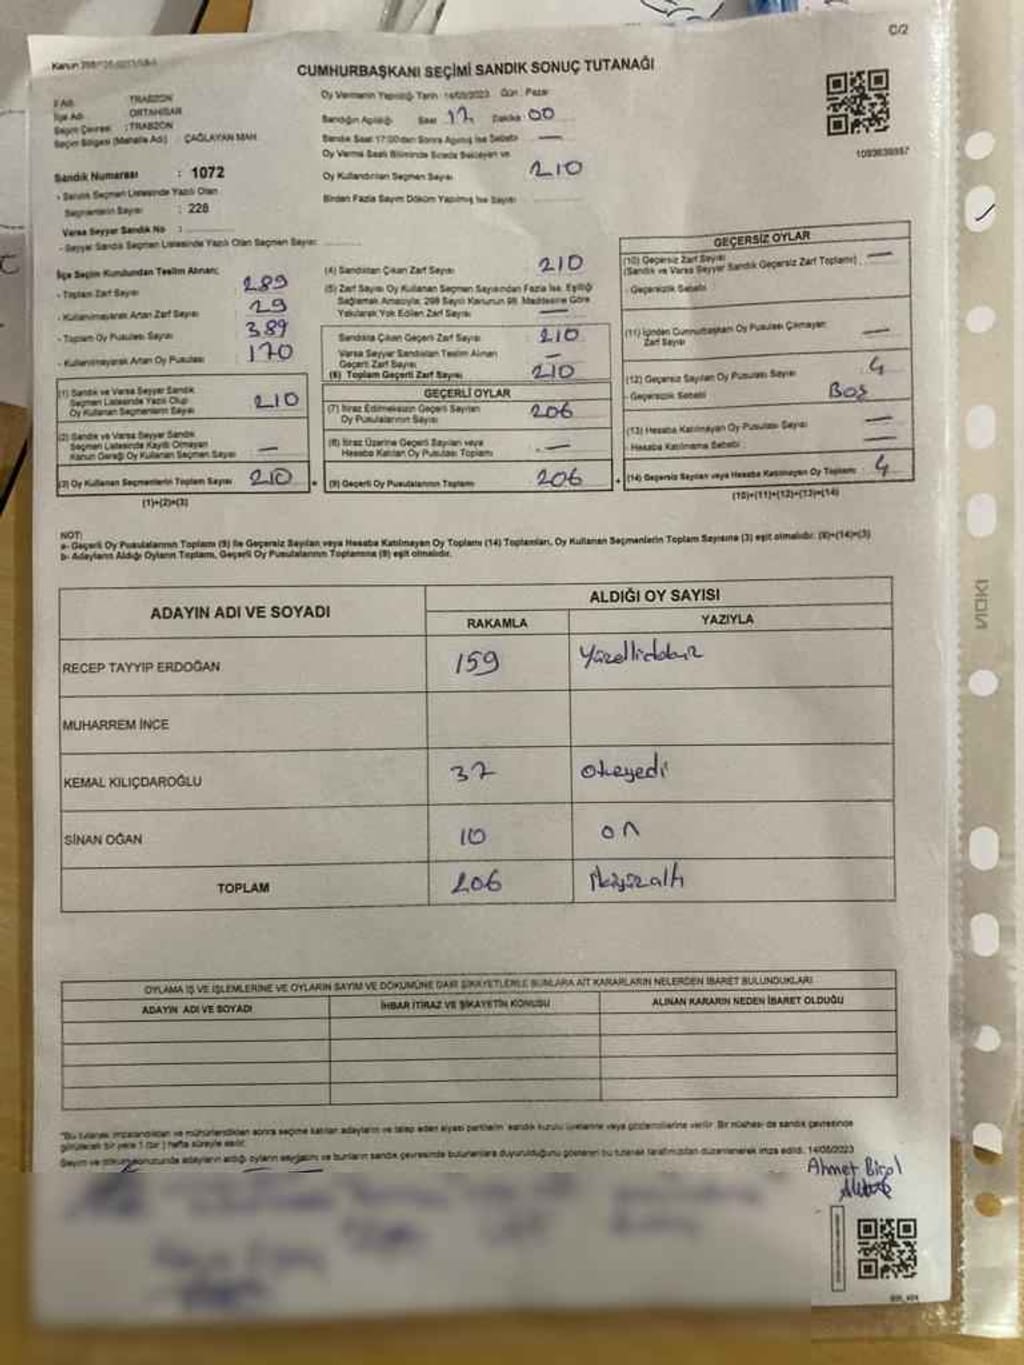 C/2
CUMHURBAŞKANI SEÇİMİ SANDIK SONUÇ TUTANAĞI
İl Adı TRABZON
İlçe Adı ORTAHİSAR
Seçim Çevresi : TRABZON
Seçim Bölgesi (Mahalle Adı) : ÇAĞLAYAN MAH.
Sandık Numarası : 1072
- Sandık Seçmen Listesinde Yazılı Olan
Seçmenlerin Sayısı : 228
Varsa Seyyar Sandık No :
- Seyyar Sandık Seçmen Listesinde Yazılı Olan Seçmen Sayısı:
Oy Vermenin Yapıldığı Tarih : 14/05/2023 Gün : Pazar
Sandığın Açıldığı Saat 17 Dakika 00
Sandık Saat 17:00'den Sonra Açılmış İse Sebebi —
Oy Verme Saati Bitiminde Sırada Bekleyen ve
Oy Kullandırılan Seçmen Sayısı 210
Birden Fazla Sayım Döküm Yapılmış İse Sayısı
İlçe Seçim Kurulundan Teslim Alınan;
- Toplam Zarf Sayısı 289
- Kullanılmayarak Artan Zarf Sayısı 29
- Toplam Oy Pusulası Sayısı 389
- Kullanılmayarak Artan Oy Pusulası 170
(1) Sandık ve Varsa Seyyar Sandık
Seçmen Listesinde Yazılı Olup
Oy Kullanan Seçmenlerin Sayısı 210
(2) Sandık ve Varsa Seyyar Sandık
Seçmen Listesinde Kayıtlı Olmayan
Kanun Gereği Oy Kullanan Seçmen Sayısı —
(3) Oy Kullanan Seçmenlerin Toplam Sayısı 210
(1)+(2)=(3)
(4) Sandıktan Çıkan Zarf Sayısı 210
(5) Zarf Sayısı Oy Kullanan Seçmen Sayısından Fazla İse, Eşitliği
Sağlamak Amacıyla, 298 Sayılı Kanunun 98. Maddesine Göre
Yakılarak Yok Edilen Zarf Sayısı —
Sandıkta Çıkan Geçerli Zarf Sayısı 210
Varsa Seyyar Sandıktan Teslim Alınan
Geçerli Zarf Sayısı —
(6) Toplam Geçerli Zarf Sayısı 210
GEÇERLİ OYLAR
(7) İtiraz Edilmeksizin Geçerli Sayılan
Oy Pusulalarının Sayısı 206
(8) İtiraz Üzerine Geçerli Sayılan veya
Hesaba Katılan Oy Pusulası Toplamı —
(9) Geçerli Oy Pusulalarının Toplamı 206
GEÇERSİZ OYLAR
(10) Geçersiz Zarf Sayısı
(Sandık ve Varsa Seyyar Sandık Geçersiz Zarf Toplamı) —
- Geçersizlik Sebebi :
(11) İçinden Cumhurbaşkanı Oy Pusulası Çıkmayan
Zarf Sayısı —
(12) Geçersiz Sayılan Oy Pusulası Sayısı 4
- Geçersizlik Sebebi Boş
(13) Hesaba Katılmayan Oy Pusulası Sayısı —
- Hesaba Katılmama Sebebi : —
(14) Geçersiz Sayılan veya Hesaba Katılmayan Oy Toplamı : 4
(10)+(11)+(12)+(13)=(14)
NOT:
a- Geçerli Oy Pusulalarının Toplamı (9) ile Geçersiz Sayılan veya Hesaba Katılmayan Oy Toplamı (14) Toplamları, Oy Kullanan Seçmenlerin Toplam Sayısına (3) eşit olmalıdır. (9)+(14)=(3)
b- Adayların Aldığı Oyların Toplamı, Geçerli Oy Pusulalarının Toplamına (9) eşit olmalıdır.
ADAYIN ADI VE SOYADI
ALDIĞI OY SAYISI
RAKAMLA YAZIYLA
RECEP TAYYIP ERDOĞAN 159 Yüzellidokuz
MUHARREM İNCE
KEMAL KILIÇDAROĞLU 37 otuzyedi
SİNAN OĞAN 10 on
TOPLAM 206 ikiyüzaltı
OYLAMA İŞ VE İŞLEMLERİNE VE OYLARIN SAYIM VE DÖKÜMÜNE DAİR ŞİKAYETLERLE BUNLARA AİT KARARLARIN NELERDEN İBARET BULUNDUKLARI
ADAYIN ADI VE SOYADI İHBAR İTİRAZ VE ŞİKAYETİN KONUSU ALINAN KARARIN NEDEN İBARET OLDUĞU
"Bu tutanak imzalandıktan ve mühürlendikten sonra seçime katılan adayların ve talep eden siyasi partilerin sandık kurulu üyelerine veya gözlemcilerine verilir. Bir nüshası da sandık çevresinde
görülecek bir yere 1 (bir) hafta süreyle asılır.
Seçim ve döküm sonucunda adayların aldığı oyların sayısını ve bunların sandık çevresinde bulunanlara duyurulduğunu gösteren bu tutanak tarafımızdan düzenlenerek imza edildi. 14/05/2023
Ahmet Birol
NOKI